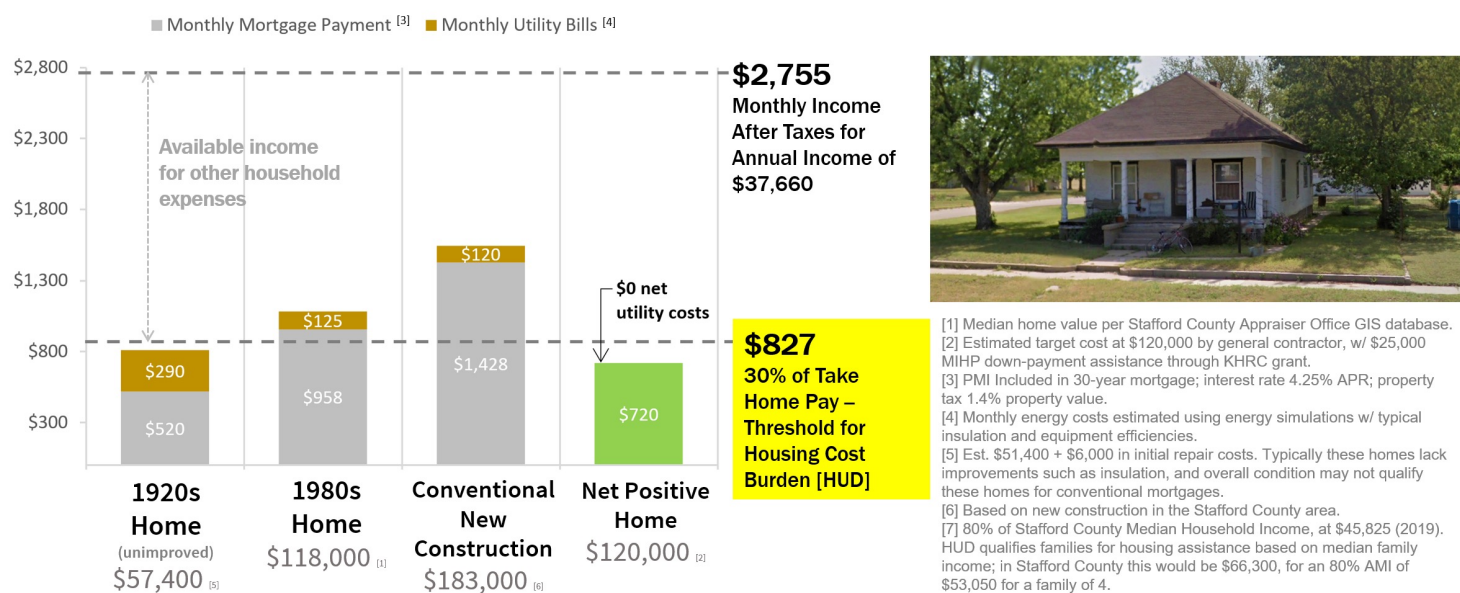 Monthly Mortgage Payment [3] Monthly Utility Bills [4]
$2,800
$2,300
$1,800
$1,300
$800
$300
Available income
for other household
expenses
$290
$520
$125
$958
$120
$1,428
$0 net
utility costs
$720
1920s
Home
(unimproved)
$57,400 [5]
1980s
Home
$118,000 [1]
Conventional
New
Construction
$183,000 [6]
Net Positive
Home
$120,000 [2]
$2,755
Monthly Income
After Taxes for
Annual Income of
$37,660
$827
30% of Take
Home Pay –
Threshold for
Housing Cost
Burden [HUD]
[1] Median home value per Stafford County Appraiser Office GIS database.
[2] Estimated target cost at $120,000 by general contractor, w/ $25,000
MIHP down-payment assistance through KHRC grant.
[3] PMI Included in 30-year mortgage; interest rate 4.25% APR; property
tax 1.4% property value.
[4] Monthly energy costs estimated using energy simulations w/ typical
insulation and equipment efficiencies.
[5] Est. $51,400 + $6,000 in initial repair costs. Typically these homes lack
improvements such as insulation, and overall condition may not qualify
these homes for conventional mortgages.
[6] Based on new construction in the Stafford County area.
[7] 80% of Stafford County Median Household Income, at $45,825 (2019).
HUD qualifies families for housing assistance based on median family
income; in Stafford County this would be $66,300, for an 80% AMI of
$53,050 for a family of 4.